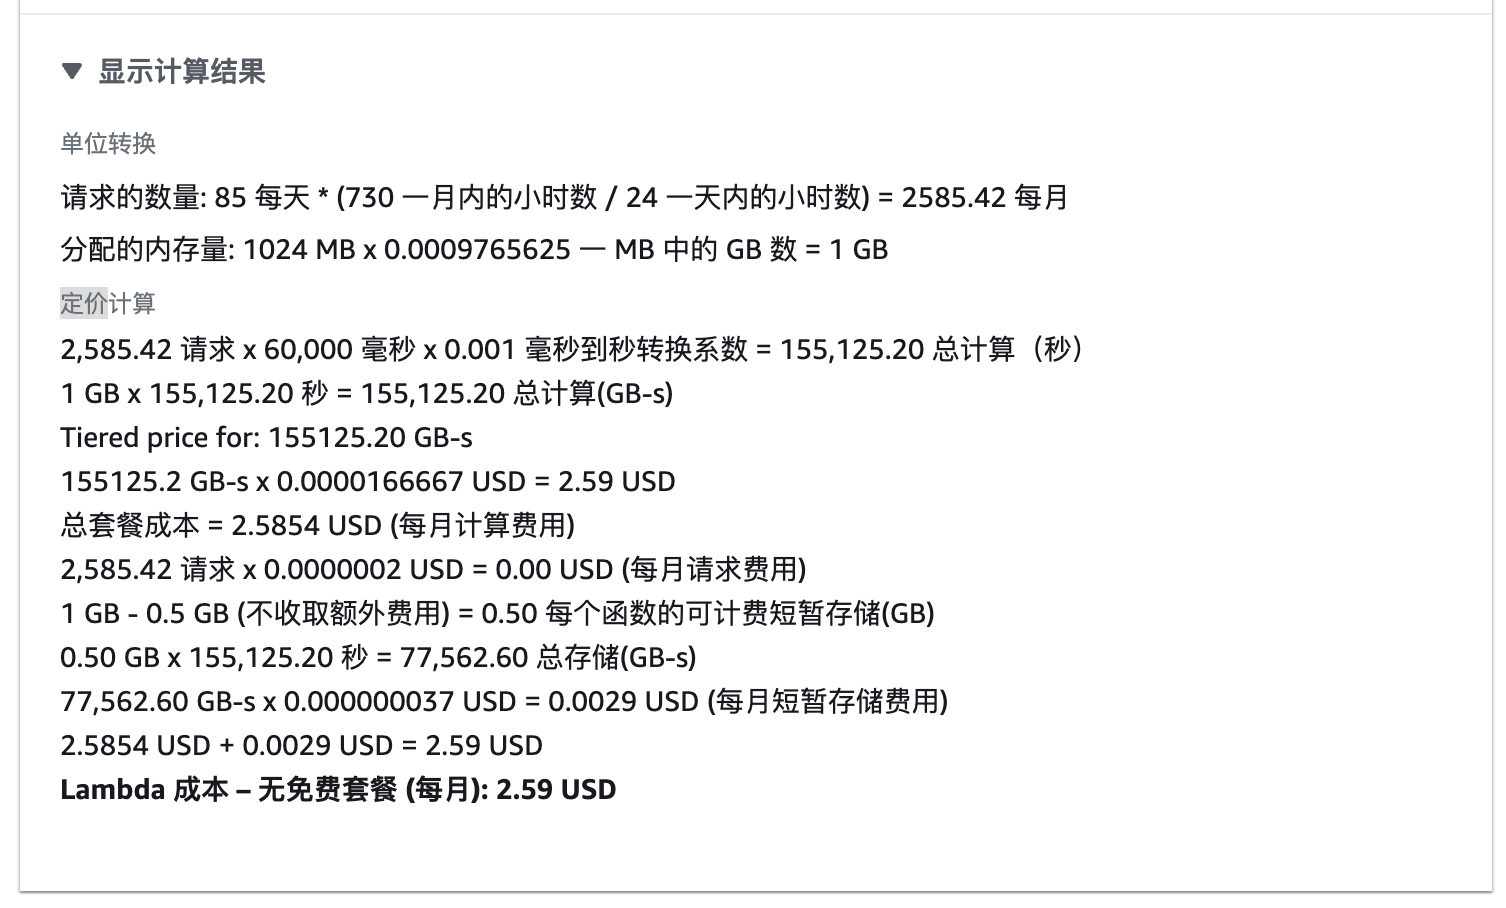 ▼ 显示计算结果
单位转换
请求的数量: 85 每天 * (730 一月内的小时数 / 24 一天内的小时数) = 2585.42 每月
分配的内存量: 1024 MB x 0.0009765625 一 MB 中的 GB 数 = 1 GB
定价计算
2,585.42 请求 x 60,000 毫秒 x 0.001 毫秒到秒转换系数 = 155,125.20 总计算（秒）
1 GB x 155,125.20 秒 = 155,125.20 总计算(GB-s)
Tiered price for: 155125.20 GB-s
155125.2 GB-s x 0.0000166667 USD = 2.59 USD
总套餐成本 = 2.5854 USD (每月计算费用)
2,585.42 请求 x 0.0000002 USD = 0.00 USD (每月请求费用)
1 GB - 0.5 GB (不收取额外费用) = 0.50 每个函数的可计费短暂存储(GB)
0.50 GB x 155,125.20 秒 = 77,562.60 总存储(GB-s)
77,562.60 GB-s x 0.000000037 USD = 0.0029 USD (每月短暂存储费用)
2.5854 USD + 0.0029 USD = 2.59 USD
Lambda 成本 – 无免费套餐 (每月): 2.59 USD